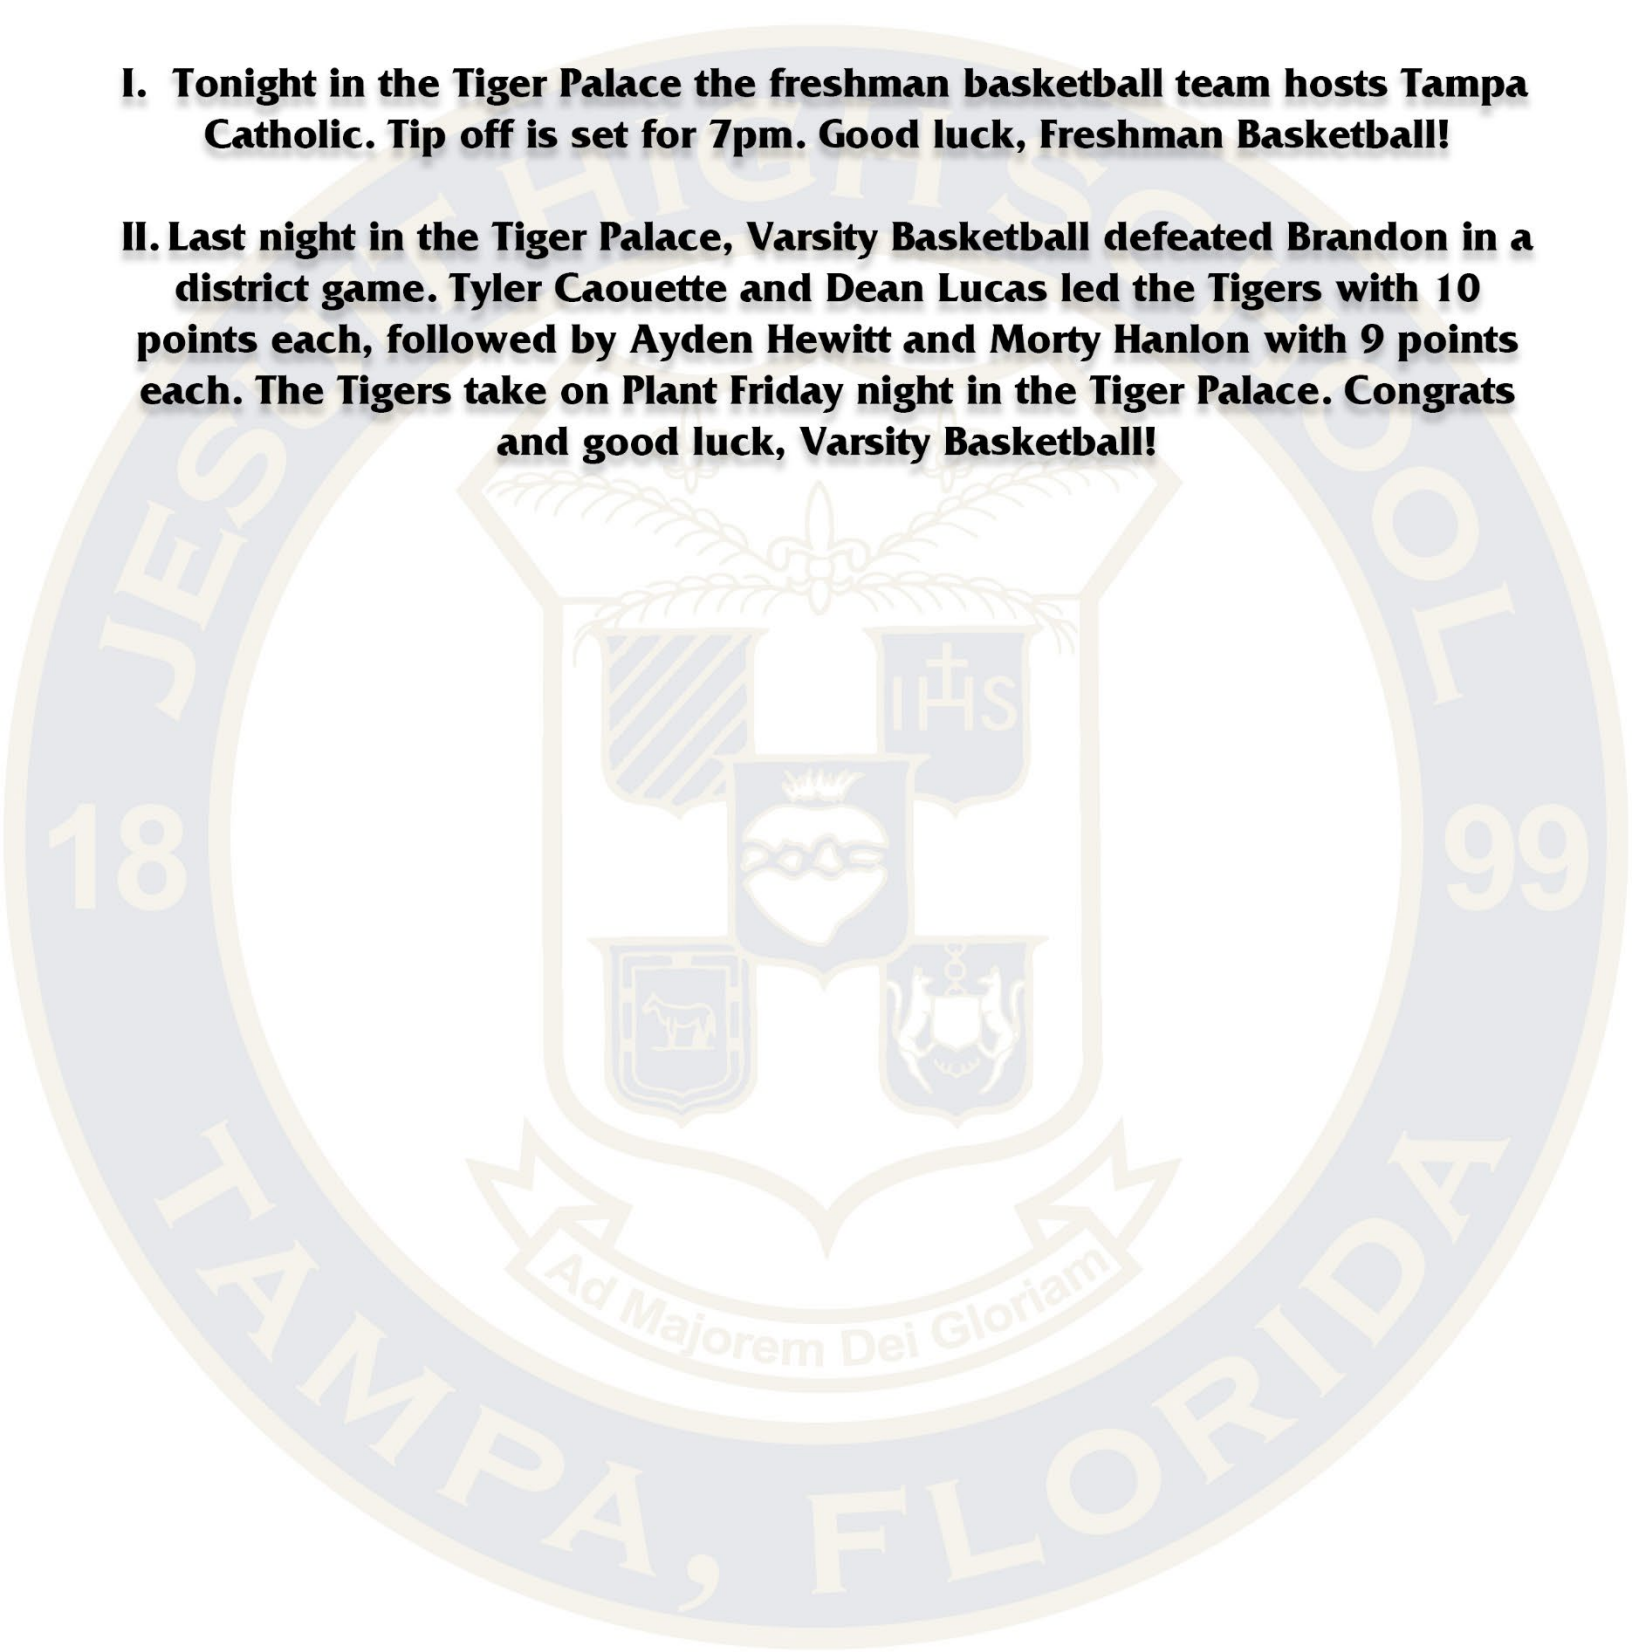 I. Tonight in the Tiger Palace the freshman basketball team hosts Tampa
Catholic. Tip off is set for 7pm. Good luck, Freshman Basketball!
II. Last night in the Tiger Palace, Varsity Basketball defeated Brandon in a
district game. Tyler Caouette and Dean Lucas led the Tigers with 10
points each, followed by Ayden Hewitt and Morty Hanlon with 9 points
each. The Tigers take on Plant Friday night in the Tiger Palace. Congrats
and good luck, Varsity Basketball!
JESUIT HIGH SCHOOL
IHS
18 99
Ad Majorem Dei Gloriam
TAMPA, FLORIDA